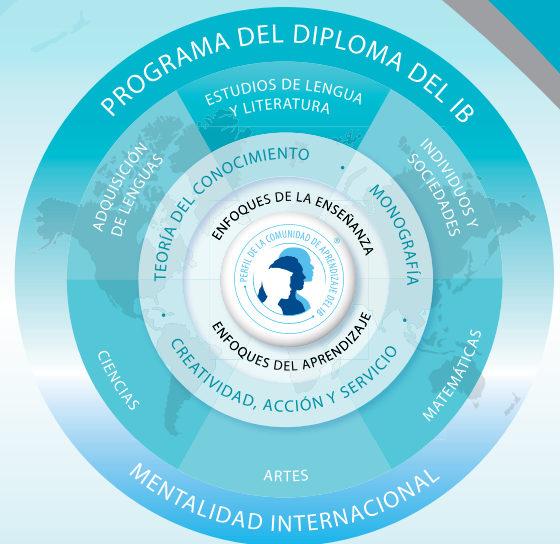 PROGRAMA DEL DIPLOMA DEL IB
ESTUDIOS DE LENGUA
Y LITERATURA
ADQUISICIÓN
DE LENGUAS
INDIVIDUOS Y
SOCIEDADES
TEORÍA DEL CONOCIMIENTO
MONOGRAFÍA
ENFOQUES DE LA ENSEÑANZA
PERFIL DE LA COMUNIDAD DE APRENDIZAJE DEL IB
®
ENFOQUES DEL APRENDIZAJE
CREATIVIDAD, ACCIÓN Y SERVICIO
CIENCIAS
MATEMÁTICAS
ARTES
MENTALIDAD INTERNACIONAL